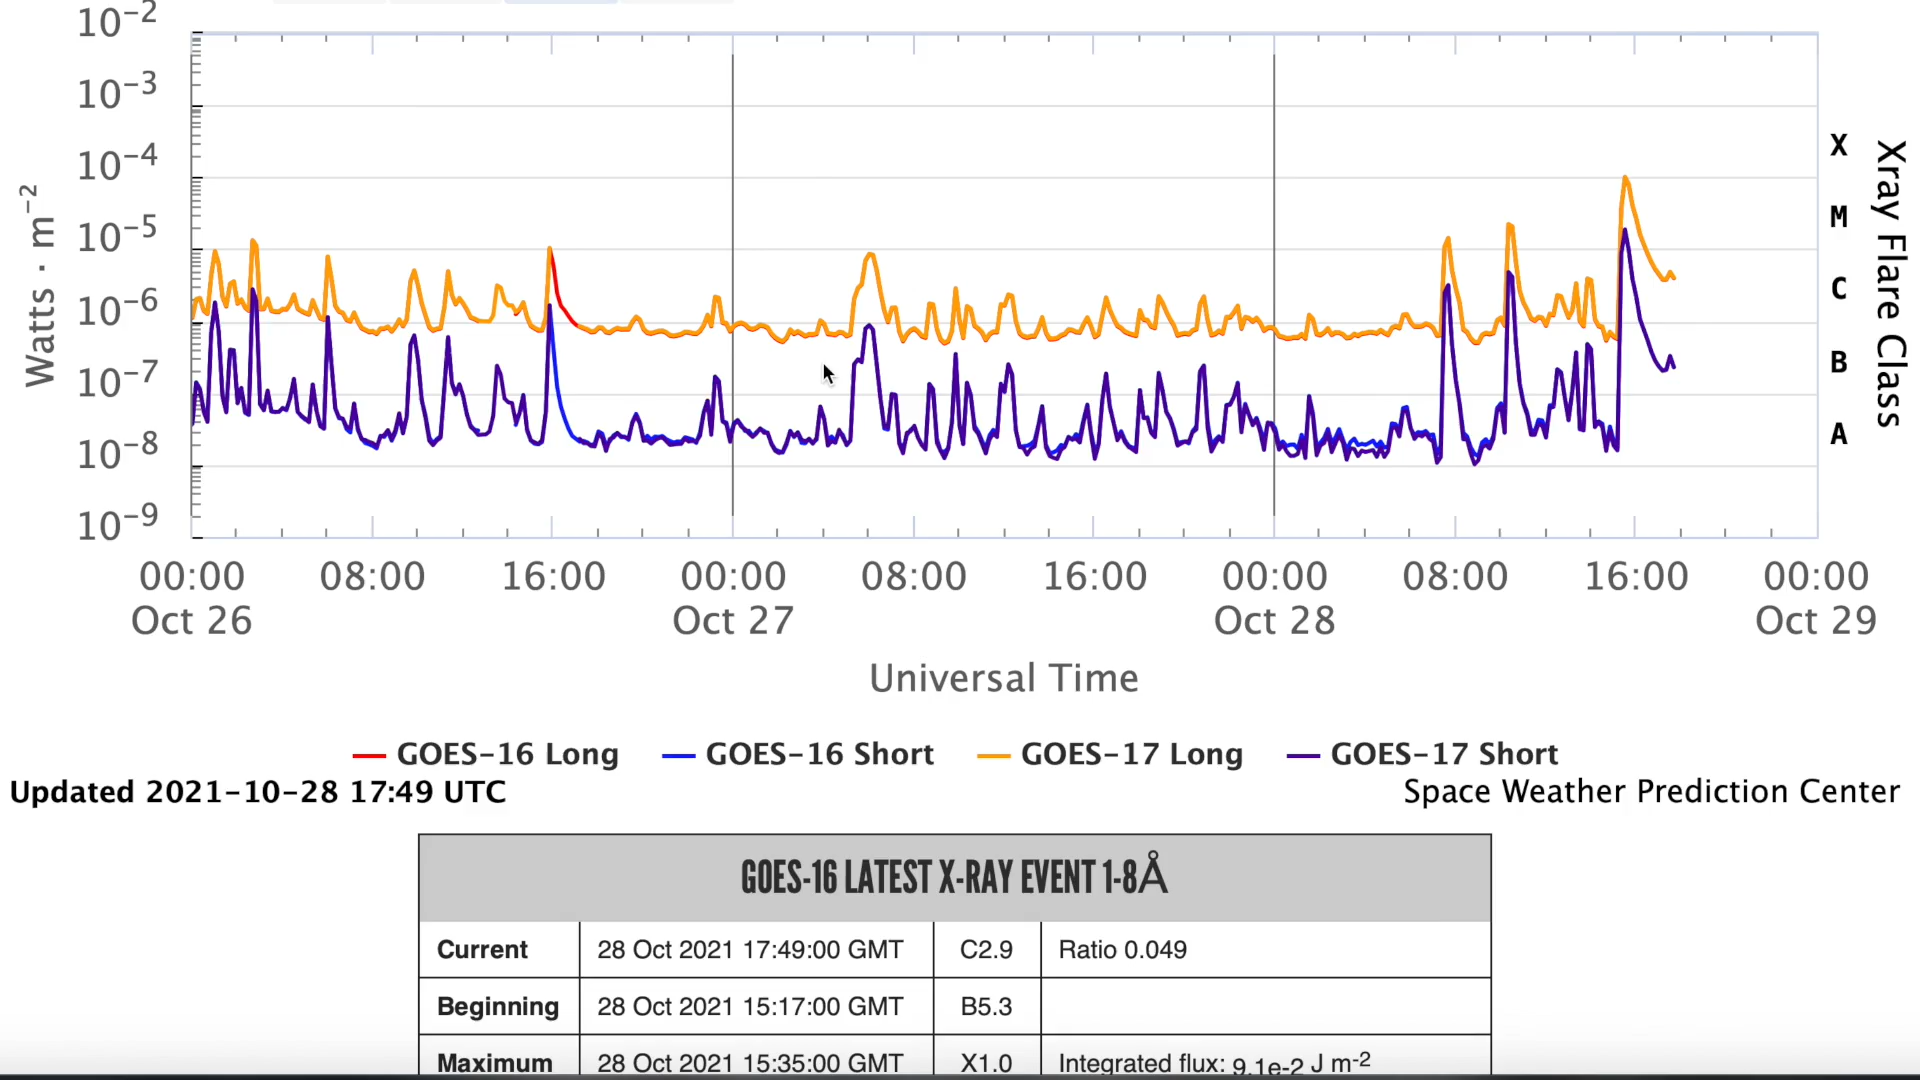 10−2
10−3
10−4
10−5
10−6
10−7
10−8
10−9
Watts · m−2
X
M
C
B
A
Xray Flare Class
00:00 08:00 16:00 00:00 08:00 16:00 00:00 08:00 16:00 00:00
Oct 26 Oct 27 Oct 28 Oct 29
Universal Time
GOES−16 Long GOES−16 Short GOES−17 Long GOES−17 Short
Updated 2021−10−28 17:49 UTC Space Weather Prediction Center
GOES-16 LATEST X-RAY EVENT 1-8Å
Current 28 Oct 2021 17:49:00 GMT C2.9 Ratio 0.049
Beginning 28 Oct 2021 15:17:00 GMT B5.3
Maximum 28 Oct 2021 15:35:00 GMT X1.0 Integrated flux: 9.1e-2 J m-2